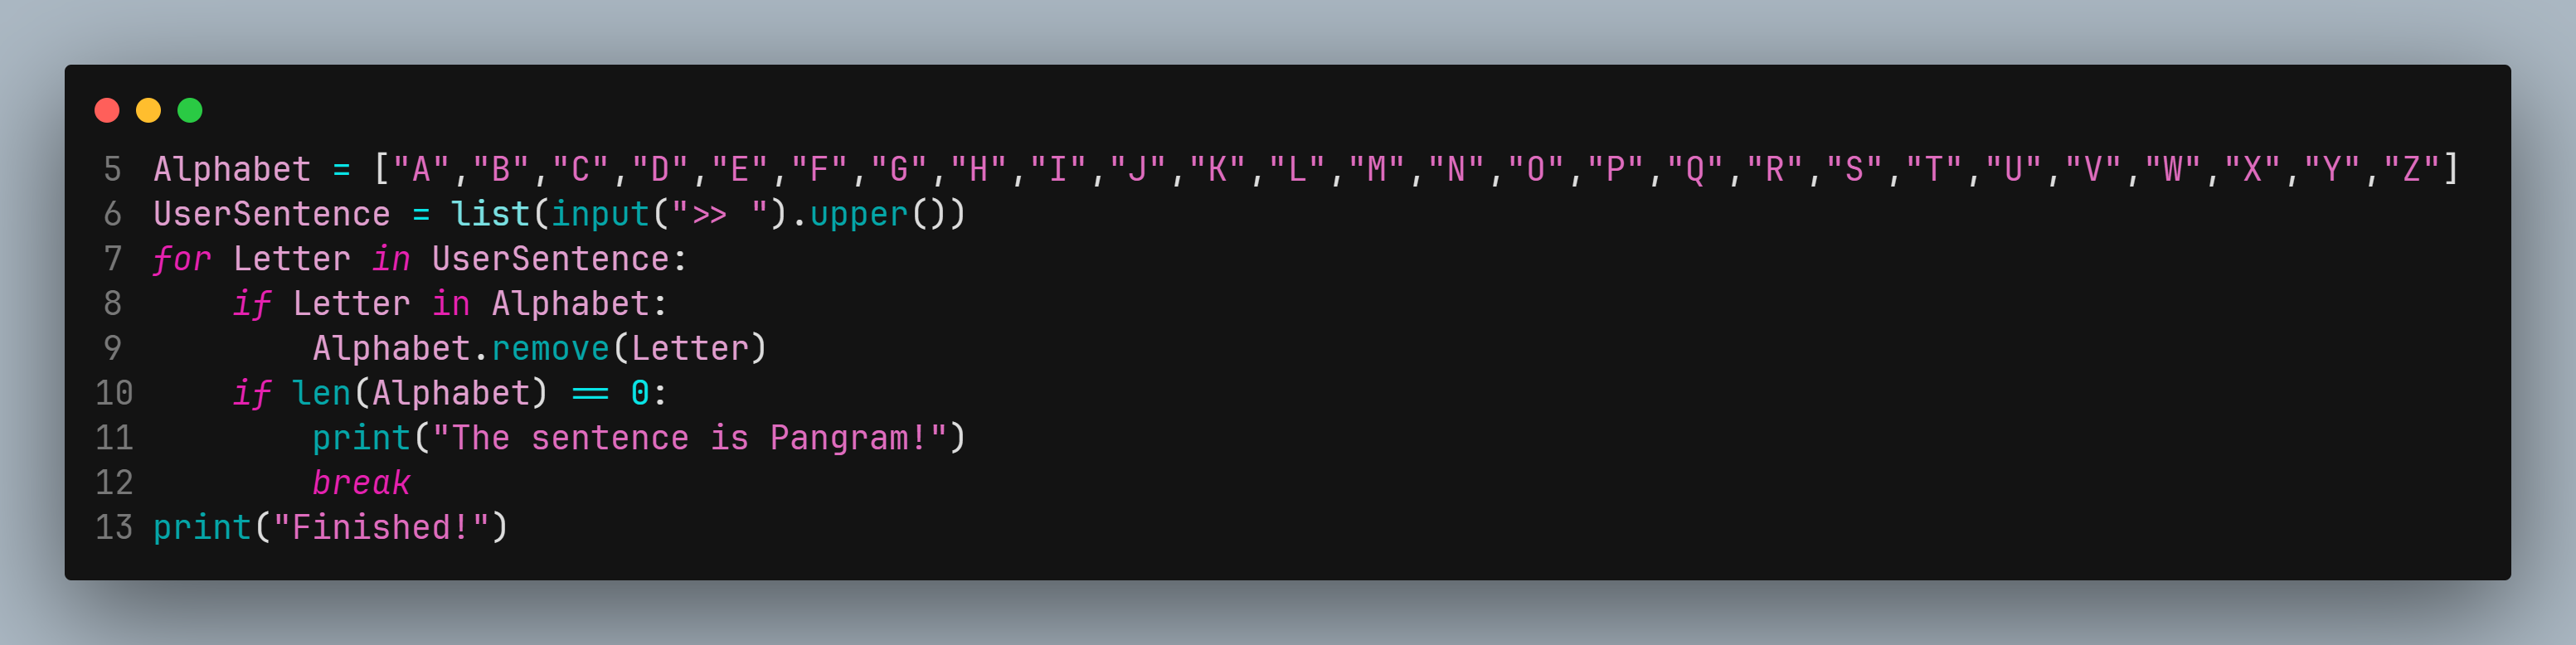 5 Alphabet = ["A","B","C","D","E","F","G","H","I","J","K","L","M","N","O","P","Q","R","S","T","U","V","W","X","Y","Z"]
6 UserSentence = list(input(">> ").upper())
7 for Letter in UserSentence:
8     if Letter in Alphabet:
9         Alphabet.remove(Letter)
10     if len(Alphabet) == 0:
11         print("The sentence is Pangram!")
12         break
13 print("Finished!")